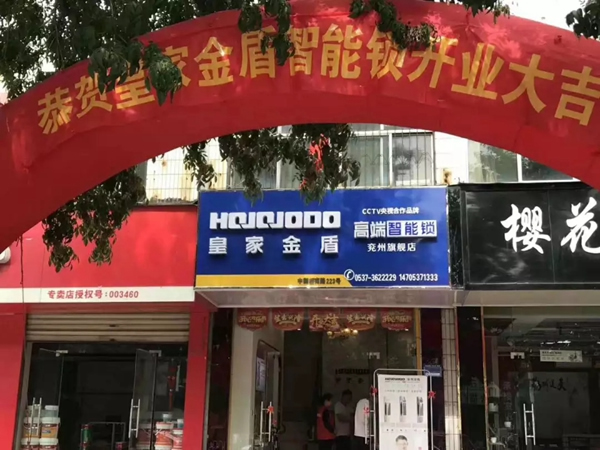 恭贺皇家金盾智能锁开业大吉
HQJQJODO
皇家金盾
CCTV央视合作品牌
高端智能锁
兖州旗舰店
0537-3622229 14705371333
专卖店授权号:003460
樱花